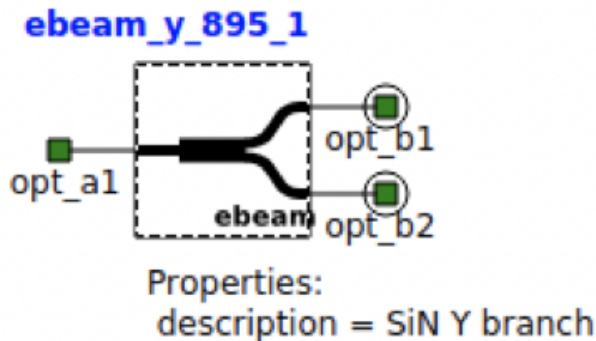 ebeam_y_895_1
opt_b1
opt_a1
ebeam
opt_b2
Properties:
description = SiN Y branch